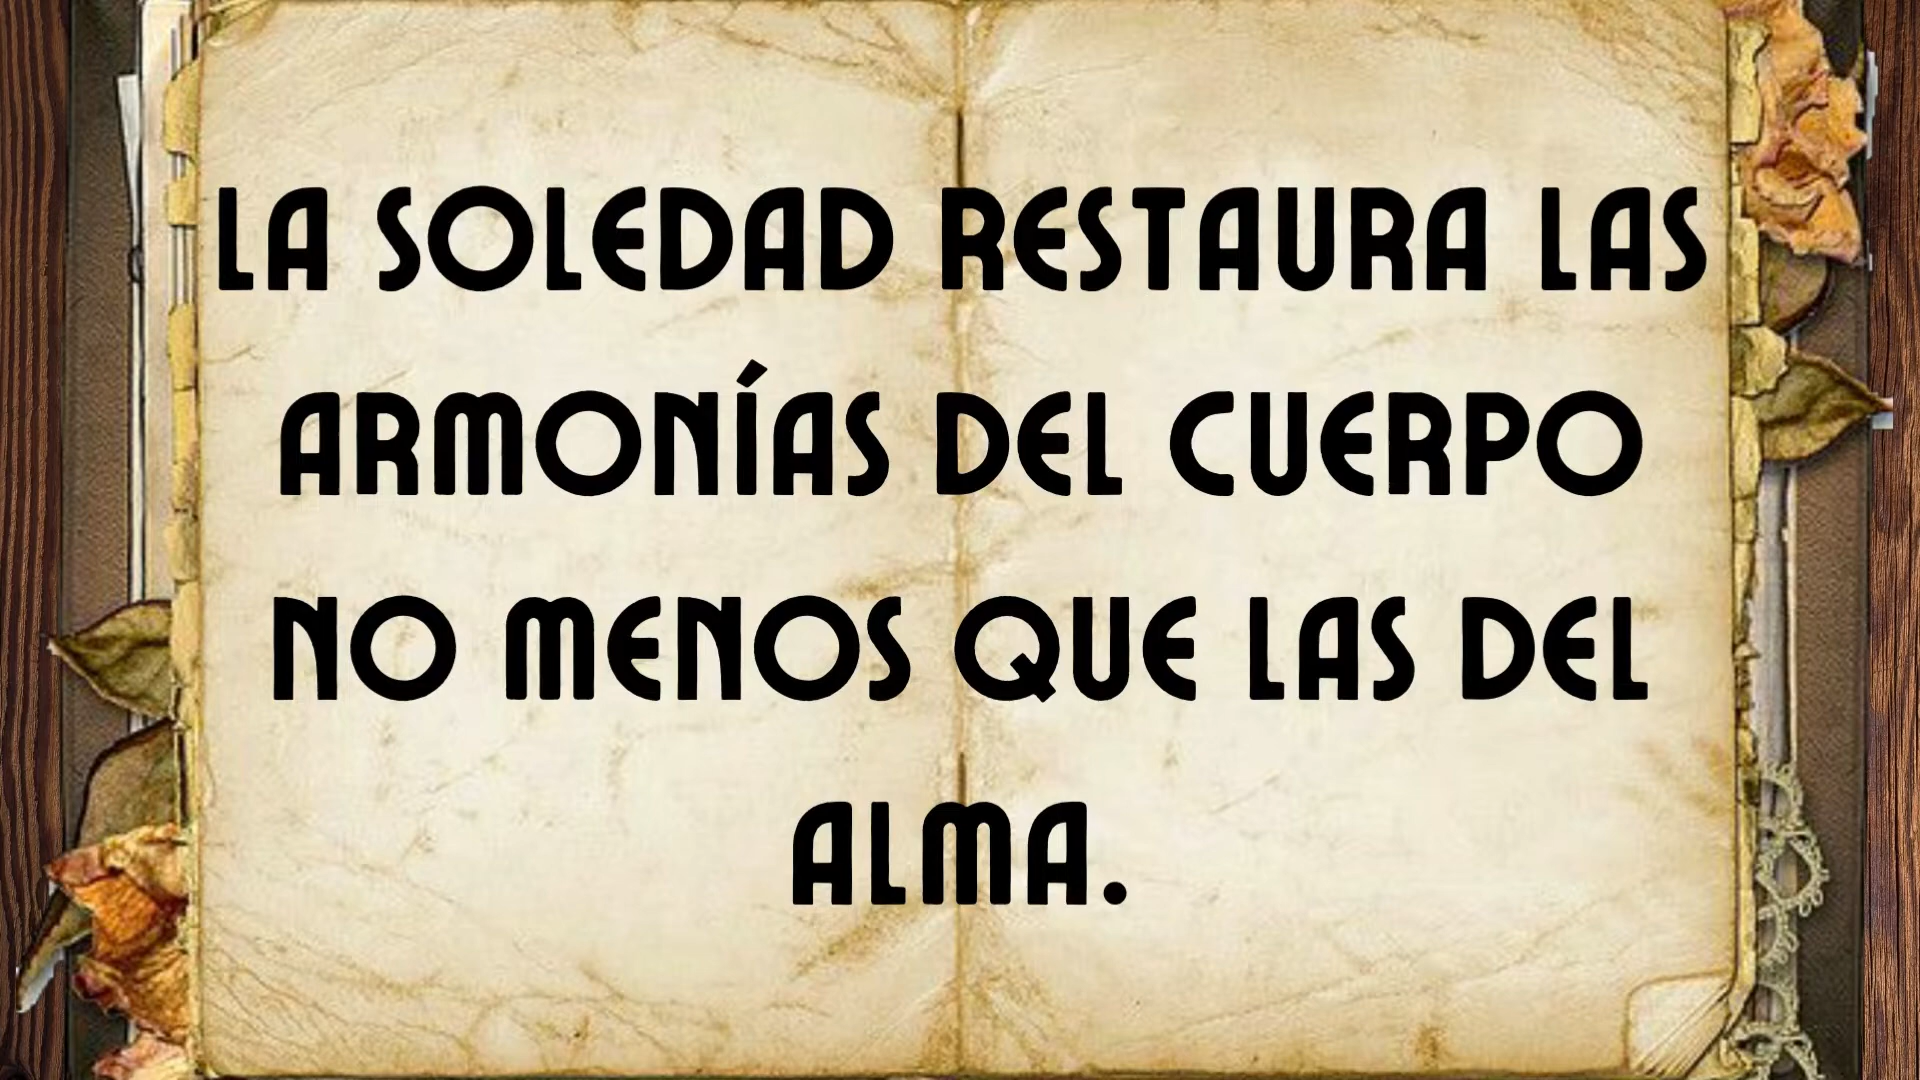 LA SOLEDAD RESTAURA LAS
ARMONÍAS DEL CUERPO
NO MENOS QUE LAS DEL
ALMA.